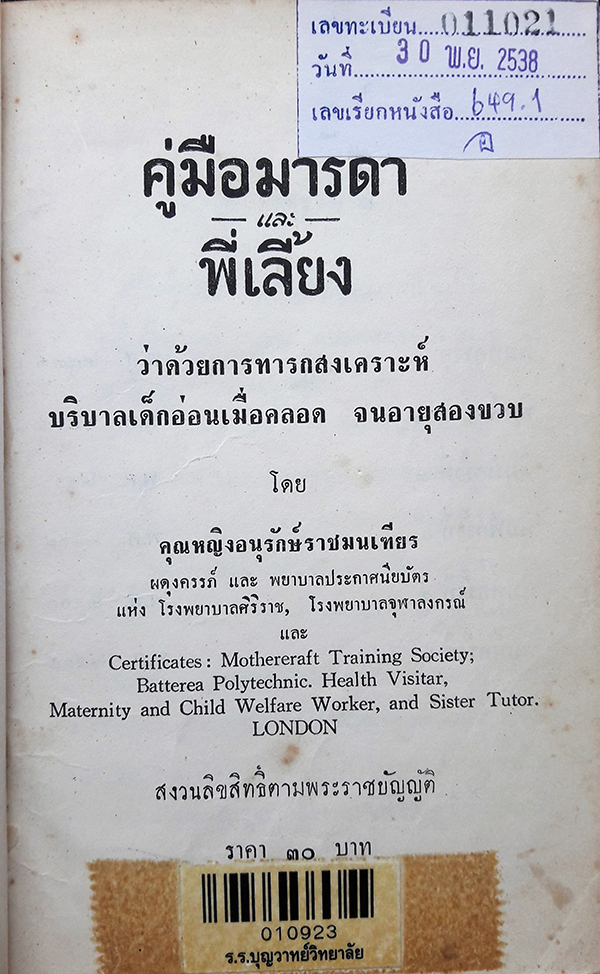 เลขทะเบียน....011021
วันที่....30 พ.ย. 2538
เลขเรียกหนังสือ...649.1
คู่มือมารดา
— และ —
พี่เลี้ยง
ว่าด้วยการทารกสงเคราะห์
บริบาลเด็กอ่อนเมื่อคลอด จนอายุสองขวบ
โดย
คุณหญิงอนุรักษ์ราชมนเฑียร
ผดุงครรภ์ และ พยาบาลประกาศนียบัตร
แห่ง โรงพยาบาลศิริราช, โรงพยาบาลจุฬาลงกรณ์
และ
Certificates: Mothereraft Training Society;
Batterea Polytechnic. Health Visitar,
Maternity and Child Welfare Worker, and Sister Tutor.
LONDON
สงวนลิขสิทธิ์ตามพระราชบัญญัติ
ราคา ๓๐ บาท
010923
ร.ร.บุญวาทย์วิทยาลัย